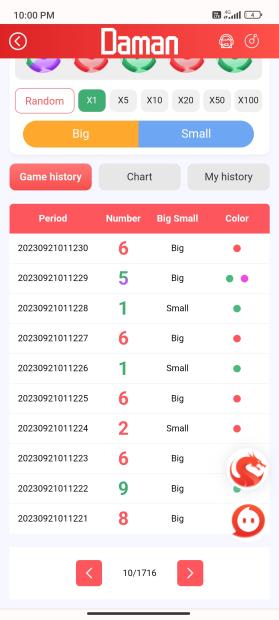 10:00 PM 4G 4
Daman
Random X1 X5 X10 X20 X50 X100
Big Small
Game history Chart My history
Period Number Big Small Color
20230921011230 6 Big
20230921011229 5 Big
20230921011228 1 Small
20230921011227 6 Big
20230921011226 1 Small
20230921011225 6 Big
20230921011224 2 Small
20230921011223 6 Big
20230921011222 9 Big
20230921011221 8 Big
10/1716